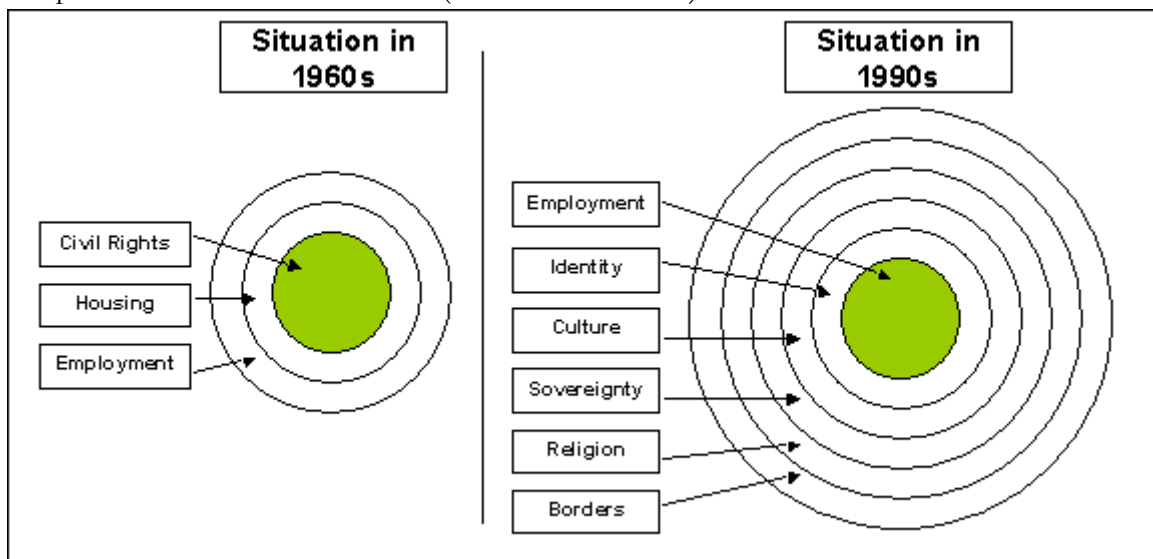 Situation in
1960s
Civil Rights
Housing
Employment
Situation in
1990s
Employment
Identity
Culture
Sovereignty
Religion
Borders